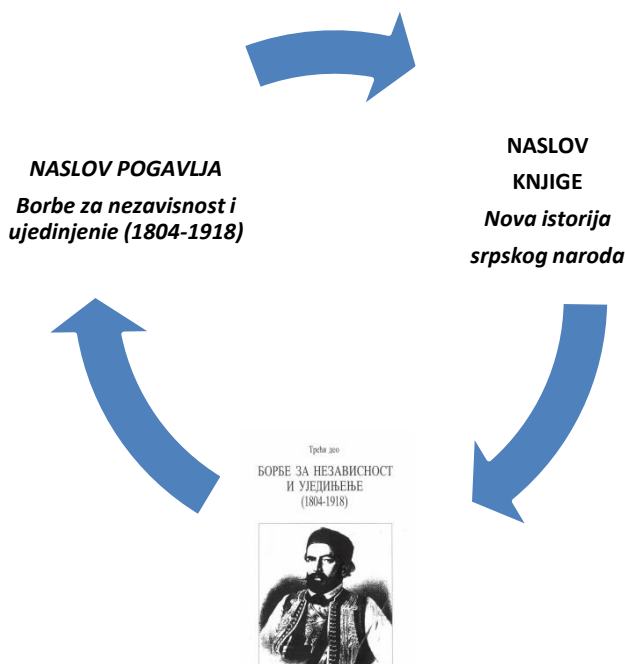 NASLOV POGAVLJA
Borbe za nezavisnost i
ujedinjenie (1804-1918)
NASLOV
KNJIGE
Nova istorija
srpskog naroda
Трећи део
БОРБЕ ЗА НЕЗАВИСНОСТ
И УЈЕДИЊЕЊЕ
(1804-1918)